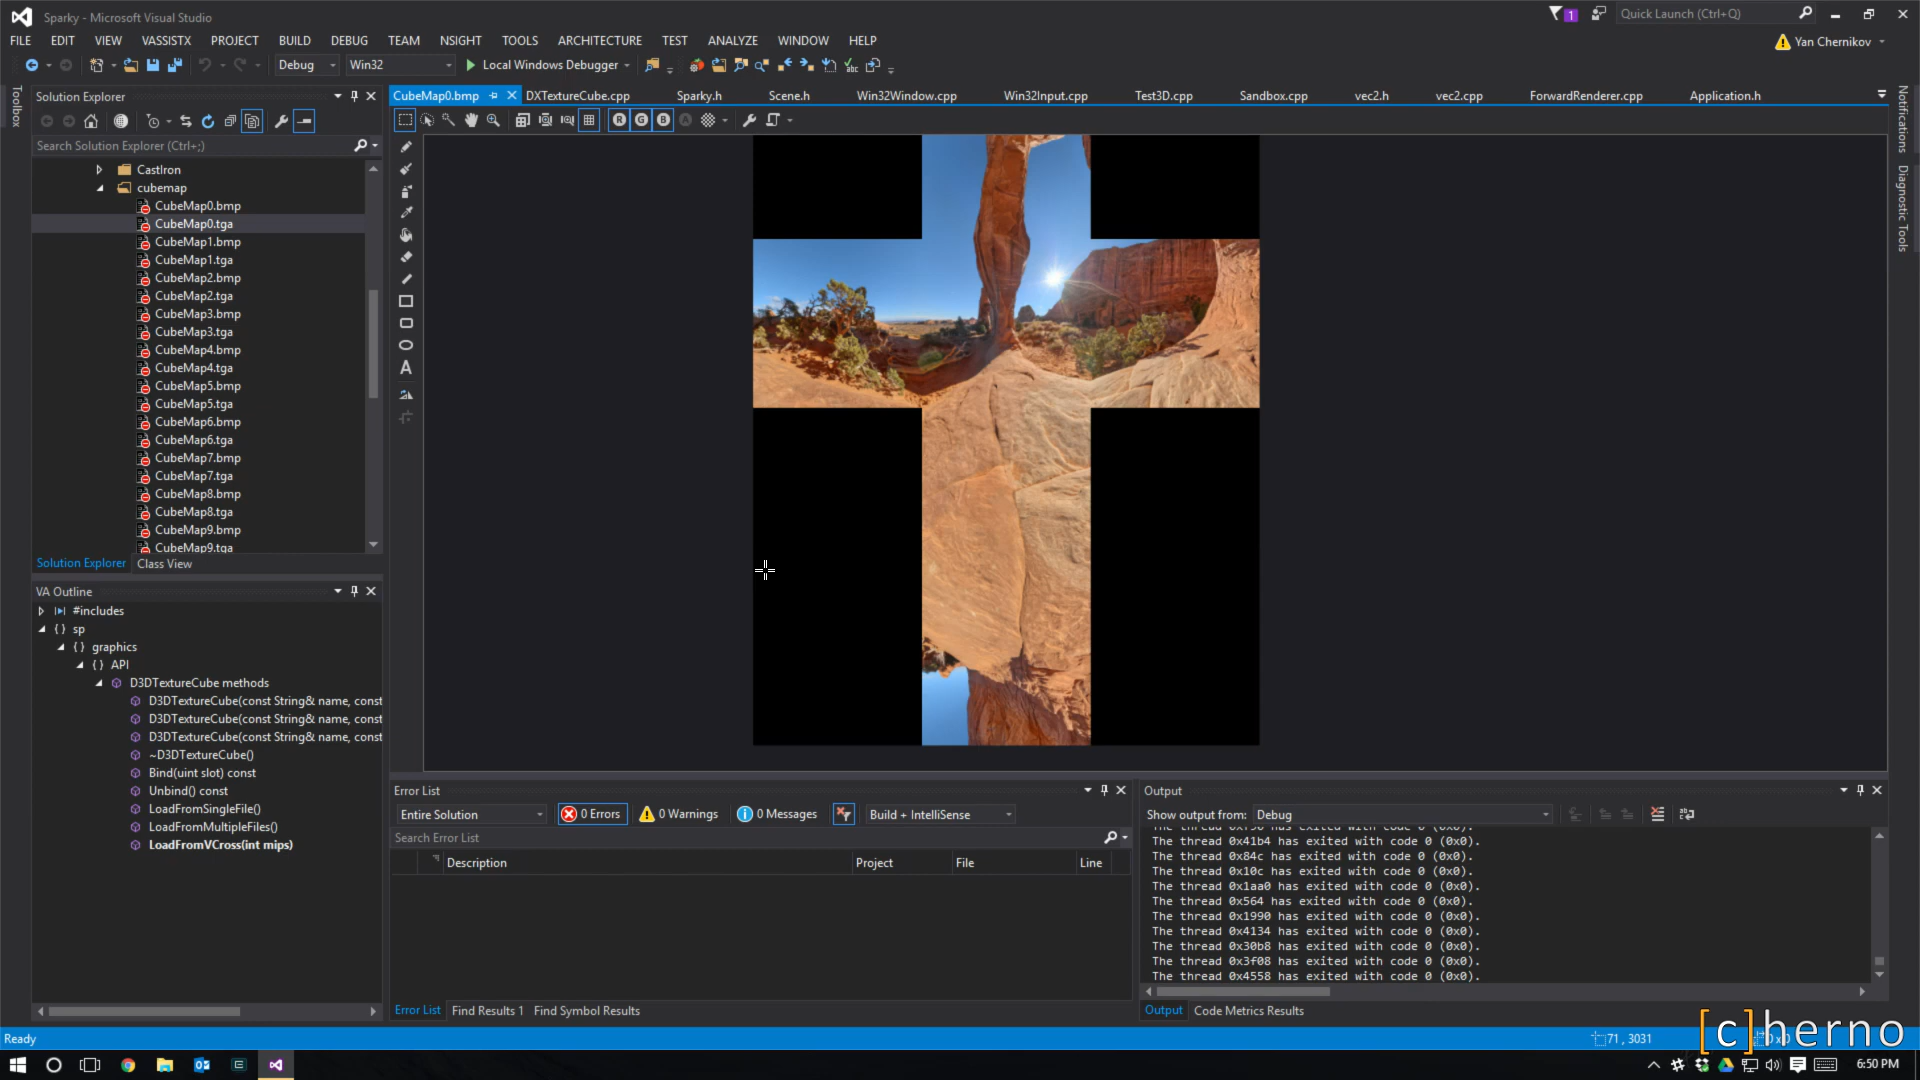 Sparky - Microsoft Visual Studio
1
Quick Launch (Ctrl+Q)
FILE EDIT VIEW VASSISTX PROJECT BUILD DEBUG TEAM NSIGHT TOOLS ARCHITECTURE TEST ANALYZE WINDOW HELP
Yan Chernikov
Debug Win32 Local Windows Debugger
Toolbox
Solution Explorer
Search Solution Explorer (Ctrl+;)
CastIron
cubemap
CubeMap0.bmp
CubeMap0.tga
CubeMap1.bmp
CubeMap1.tga
CubeMap2.bmp
CubeMap2.tga
CubeMap3.bmp
CubeMap3.tga
CubeMap4.bmp
CubeMap4.tga
CubeMap5.bmp
CubeMap5.tga
CubeMap6.bmp
CubeMap6.tga
CubeMap7.bmp
CubeMap7.tga
CubeMap8.bmp
CubeMap8.tga
CubeMap9.bmp
CubeMap9.tga
Solution Explorer Class View
VA Outline
#includes
{} sp
{} graphics
{} API
D3DTextureCube methods
D3DTextureCube(const String& name, const
D3DTextureCube(const String& name, const
D3DTextureCube(const String& name, const
~D3DTextureCube()
Bind(uint slot) const
Unbind() const
LoadFromSingleFile()
LoadFromMultipleFiles()
LoadFromVCross(int mips)
CubeMap0.bmp DXTextureCube.cpp Sparky.h Scene.h Win32Window.cpp Win32Input.cpp Test3D.cpp Sandbox.cpp vec2.h vec2.cpp ForwardRenderer.cpp Application.h
R G B A
A
Notifications
Diagnostic Tools
Error List
Entire Solution 0 Errors 0 Warnings 0 Messages Build + IntelliSense
Search Error List
Description Project File Line
Error List Find Results 1 Find Symbol Results
Output
Show output from: Debug
The thread 0x41b4 has exited with code 0 (0x0).
The thread 0x84c has exited with code 0 (0x0).
The thread 0x10c has exited with code 0 (0x0).
The thread 0x1aa0 has exited with code 0 (0x0).
The thread 0x564 has exited with code 0 (0x0).
The thread 0x1990 has exited with code 0 (0x0).
The thread 0x4134 has exited with code 0 (0x0).
The thread 0x30b8 has exited with code 0 (0x0).
The thread 0x3f08 has exited with code 0 (0x0).
The thread 0x4558 has exited with code 0 (0x0).
Output Code Metrics Results
Ready
71 , 3031
[c]herno
6:50 PM